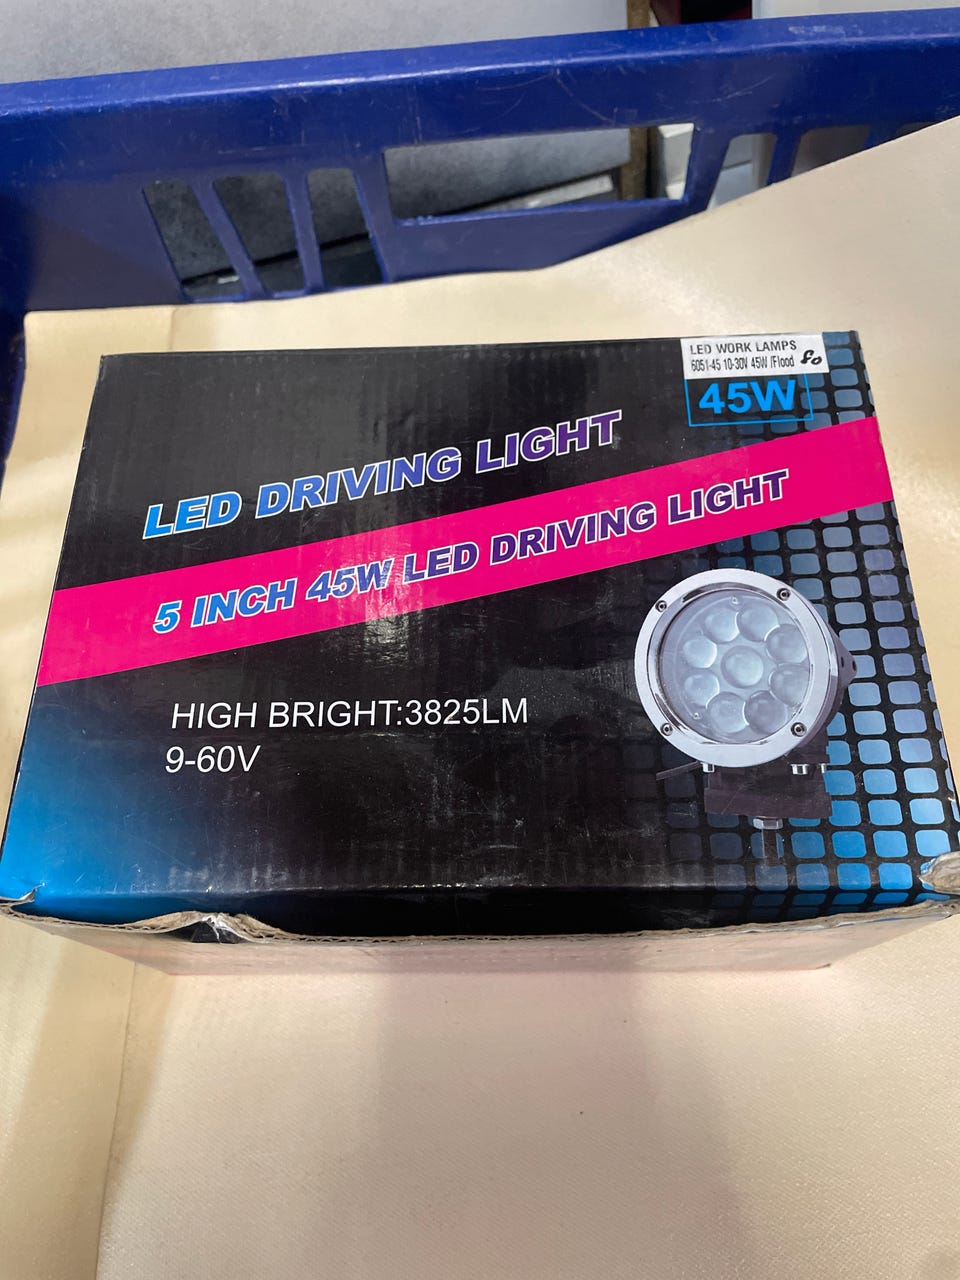 LED WORK LAMPS
6051-45 10-30V 45W /Flood
45W
LED DRIVING LIGHT
5 INCH 45W LED DRIVING LIGHT
HIGH BRIGHT:3825LM
9-60V